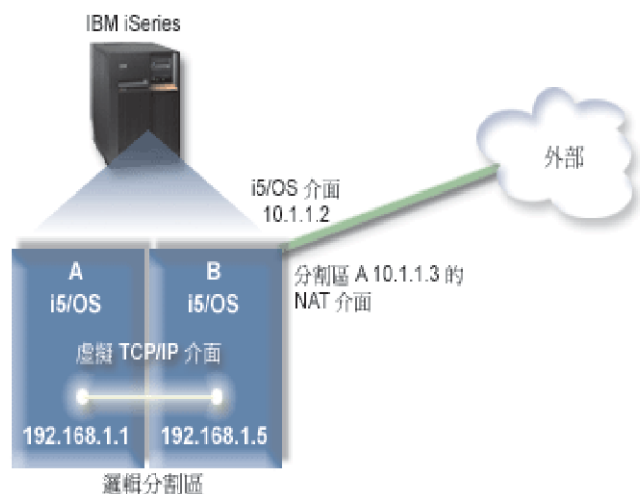 IBM iSeries
外部
i5/OS 介面
10.1.1.2
分割區 A 10.1.1.3 的
NAT 介面
A
i5/OS
B
i5/OS
虛擬 TCP/IP 介面
192.168.1.1
192.168.1.5
邏輯分割區